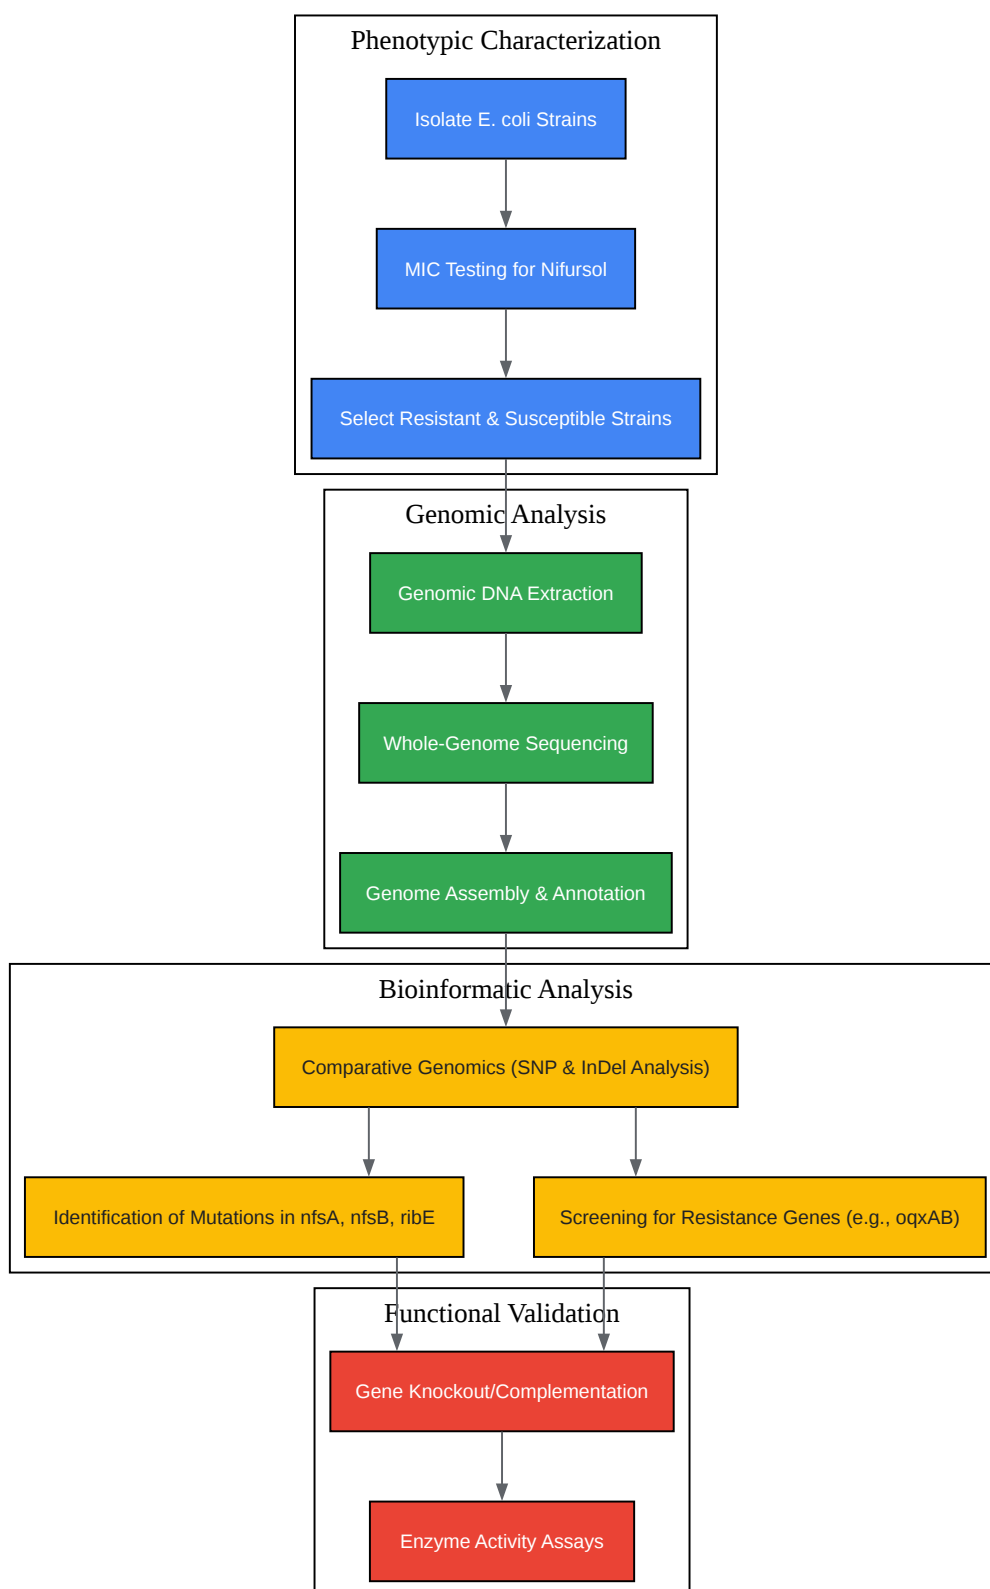 Phenotypic Characterization
Isolate E. coli Strains
MIC Testing for Nifursol
Select Resistant & Susceptible Strains
Genomic Analysis
Genomic DNA Extraction
Whole-Genome Sequencing
Genome Assembly & Annotation
Bioinformatic Analysis
Comparative Genomics (SNP & InDel Analysis)
Identification of Mutations in nfsA, nfsB, ribE
Screening for Resistance Genes (e.g., oqxAB)
Functional Validation
Gene Knockout/Complementation
Enzyme Activity Assays